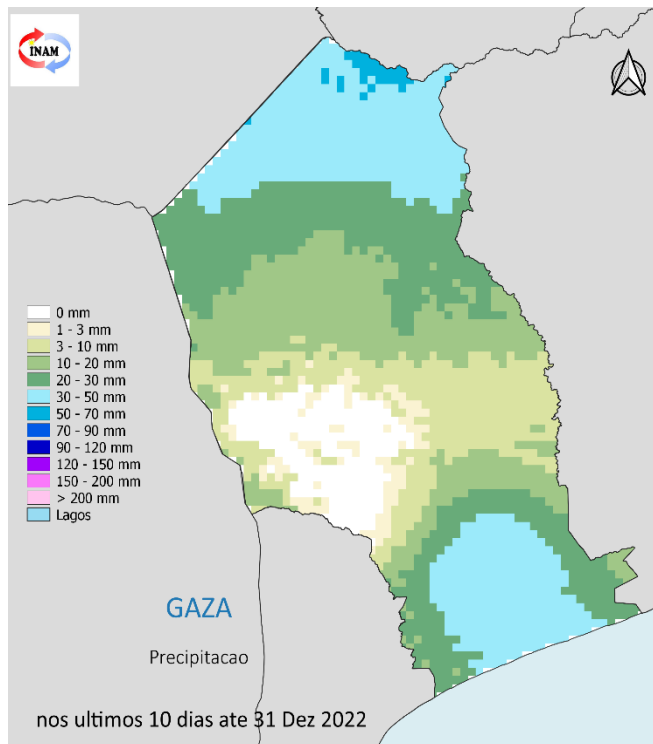 INAM
0 mm
1 - 3 mm
3 - 10 mm
10 - 20 mm
20 - 30 mm
30 - 50 mm
50 - 70 mm
70 - 90 mm
90 - 120 mm
120 - 150 mm
150 - 200 mm
> 200 mm
Lagos
GAZA
Precipitacao
nos ultimos 10 dias ate 31 Dez 2022